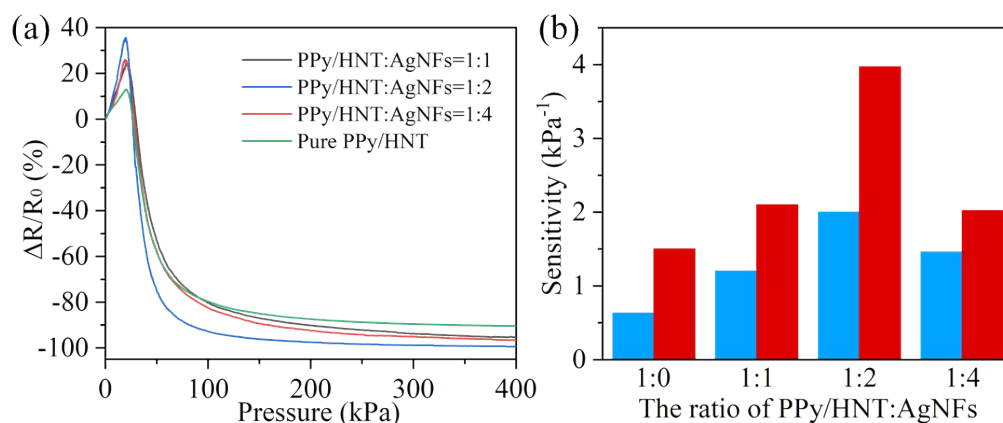 (a)
40
20
0
-20
-40
-60
-80
-100
ΔR/R0 (%)
PPy/HNT:AgNFs=1:1
PPy/HNT:AgNFs=1:2
PPy/HNT:AgNFs=1:4
Pure PPy/HNT
0 100 200 300 400
Pressure (kPa)
(b)
4
3
2
1
0
Sensitivity (kPa-1)
1:0 1:1 1:2 1:4
The ratio of PPy/HNT:AgNFs